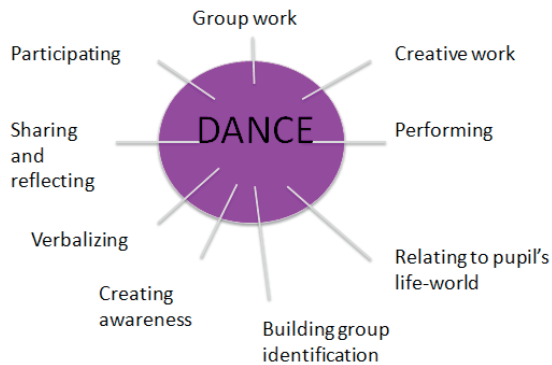 Group work
Participating
Creative work
DANCE
Sharing
and
reflecting
Performing
Verbalizing
Relating to pupil's
life-world
Creating
awareness
Building group
identification